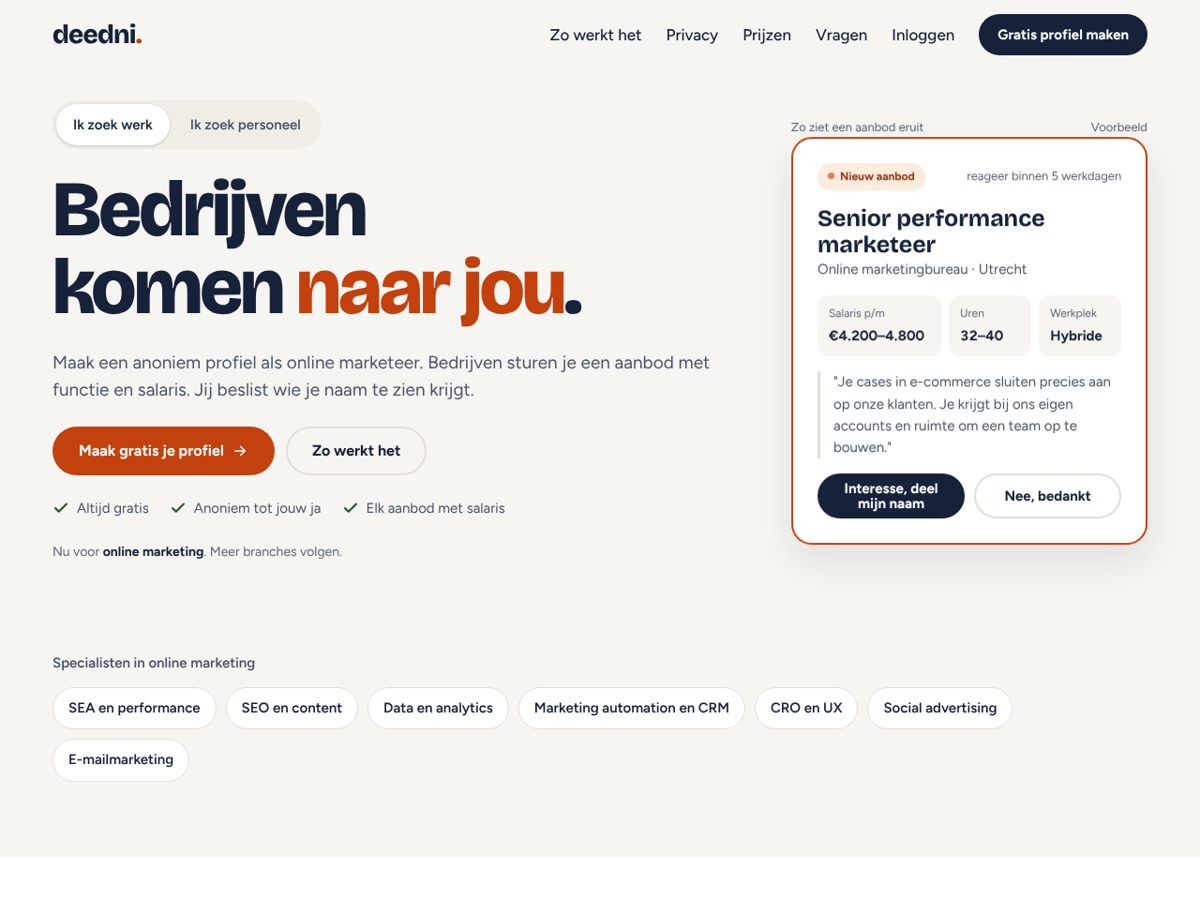 deedni.
Zo werkt het
Privacy
Prijzen
Vragen
Inloggen
Gratis profiel maken
Ik zoek werk
Ik zoek personeel
Bedrijven
komen naar jou.
Maak een anoniem profiel als online marketeer. Bedrijven sturen je een aanbod met
functie en salaris. Jij beslist wie je naam te zien krijgt.
Maak gratis je profiel →
Zo werkt het
Altijd gratis
Anoniem tot jouw ja
Elk aanbod met salaris
Nu voor online marketing. Meer branches volgen.
Zo ziet een aanbod eruit
Voorbeeld
Nieuw aanbod
reageer binnen 5 werkdagen
Senior performance
marketeer
Online marketingbureau · Utrecht
Salaris p/m
€4.200–4.800
Uren
32–40
Werkplek
Hybride
"Je cases in e-commerce sluiten precies aan
op onze klanten. Je krijgt bij ons eigen
accounts en ruimte om een team op te
bouwen."
Interesse, deel
mijn naam
Nee, bedankt
Specialisten in online marketing
SEA en performance
SEO en content
Data en analytics
Marketing automation en CRM
CRO en UX
Social advertising
E-mailmarketing